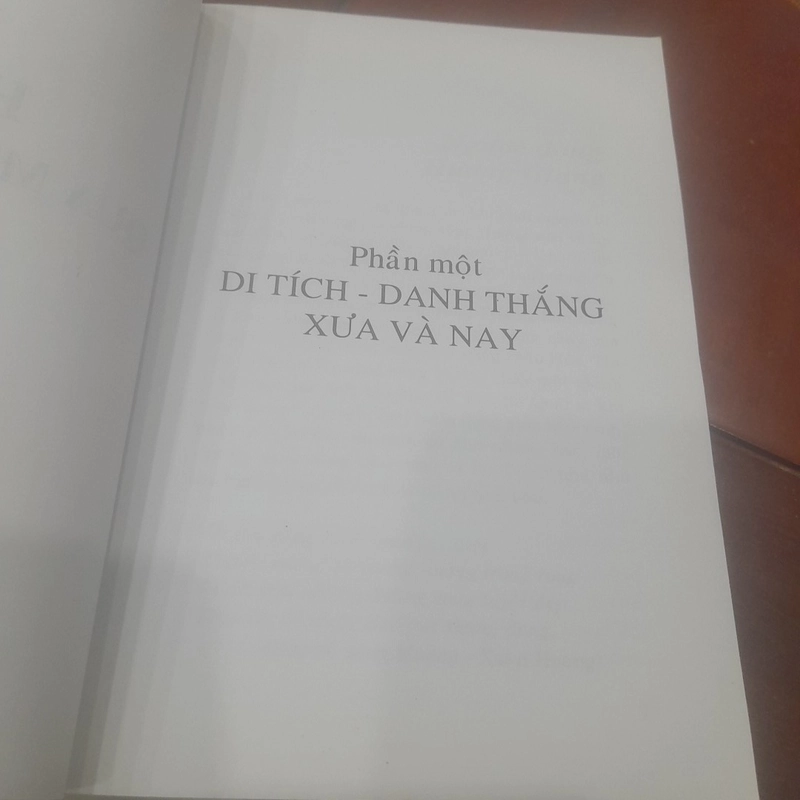 Phần một
DI TÍCH - DANH THẮNG
XƯA VÀ NAY